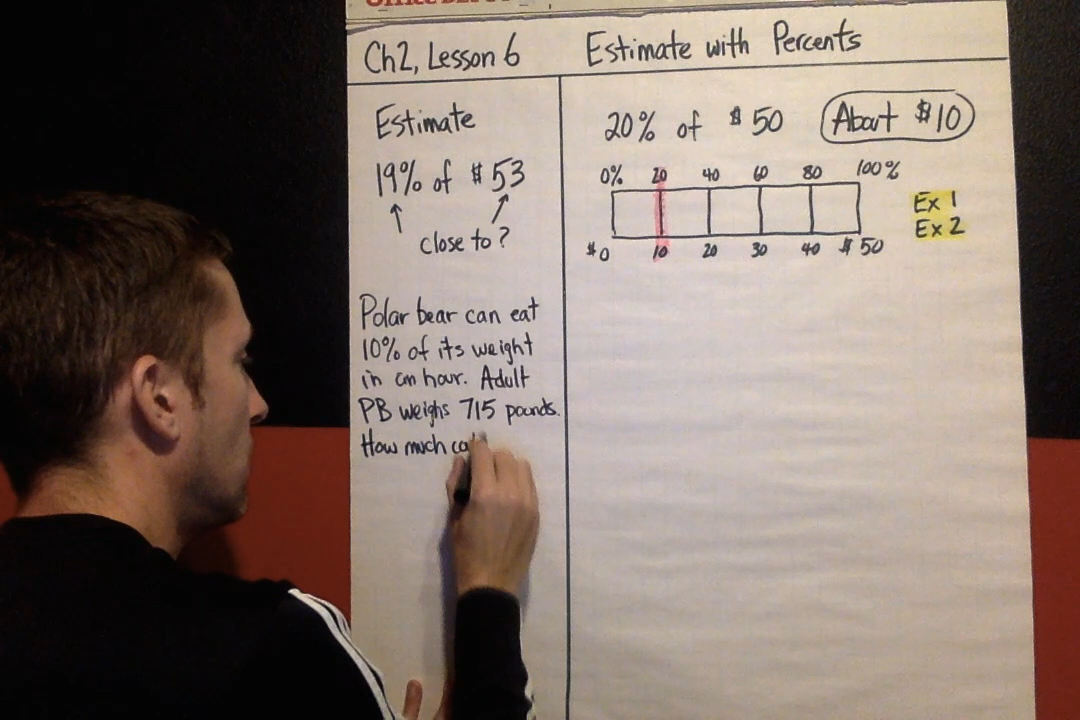 Ch2, Lesson 6
Estimate with Percents
Estimate
19% of $53
close to?
Polar bear can eat
10% of its weight
in an hour. Adult
PB weighs 715 pounds.
How much ca
20% of $50
About $10
0% 20 40 60 80 100%
$0 10 20 30 40 $50
Ex 1
Ex 2